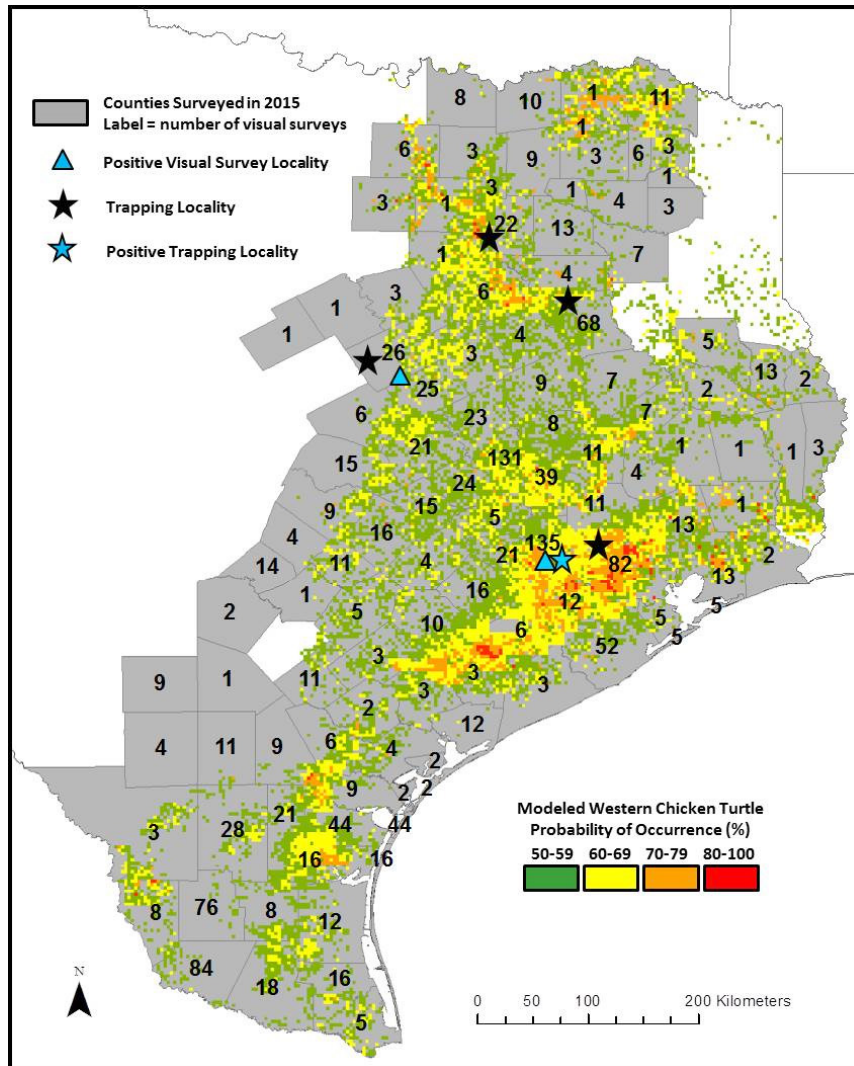 Counties Surveyed in 2015
Label = number of visual surveys
Positive Visual Survey Locality
Trapping Locality
Positive Trapping Locality
8 10 1 11
1
6 3 9 3 6 3
1
3 1 3 1 4 3
22 13
1 7
4
3 6
1 1 68
4 5
26 3 13
25 9 7 2 2
6 23 8 7
21 1 1 1 3
15 131 11
39 4
24 11
9 15 5 1
16 13
4 135
11 4 21 82 2
14 13
16 12
1 5 5
2 10 6 5
52 5
3
9 1 11 3 3 3
2
12
4 11 9 6 4
2
9 2 2
21
3 28 44 44
16 16
8 76 8 12
84 16
18
5
N
Modeled Western Chicken Turtle
Probability of Occurrence (%)
50-59 60-69 70-79 80-100
0 50 100 200 Kilometers